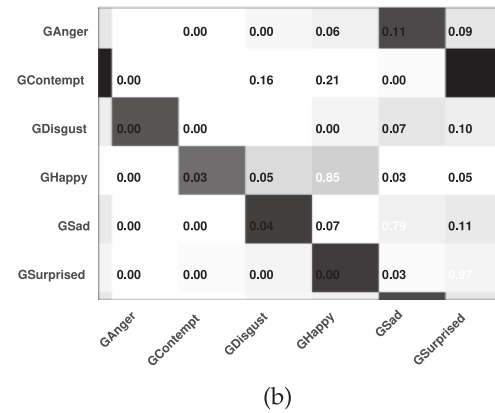 GAnger 0.00 0.00 0.06 0.11 0.09
GContempt 0.00 0.16 0.21 0.00
GDisgust 0.00 0.00 0.00 0.07 0.10
GHappy 0.00 0.03 0.05 0.85 0.03 0.05
GSad 0.00 0.00 0.04 0.07 0.79 0.11
GSurprised 0.00 0.00 0.00 0.00 0.03 0.97
GAnger GContempt GDisgust GHappy GSad GSurprised
(b)